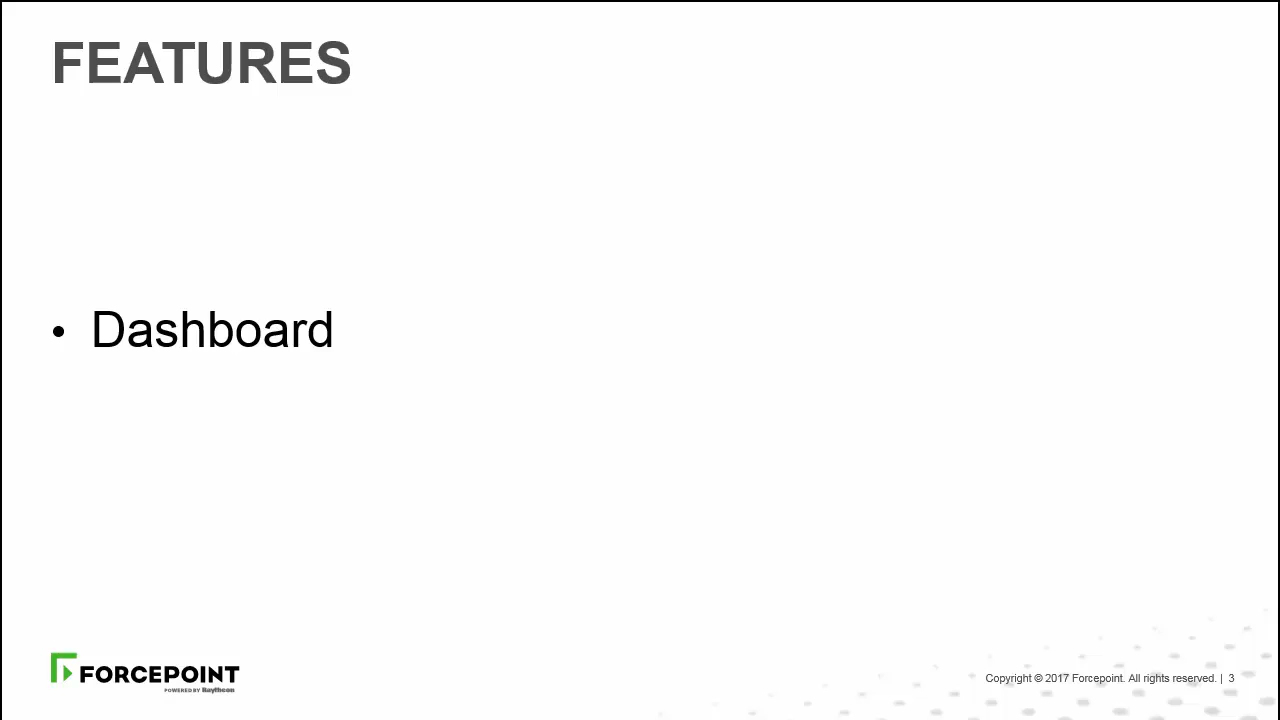 FEATURES
• Dashboard
FORCEPOINT
POWERED BY Raytheon
Copyright © 2017 Forcepoint. All rights reserved. | 3